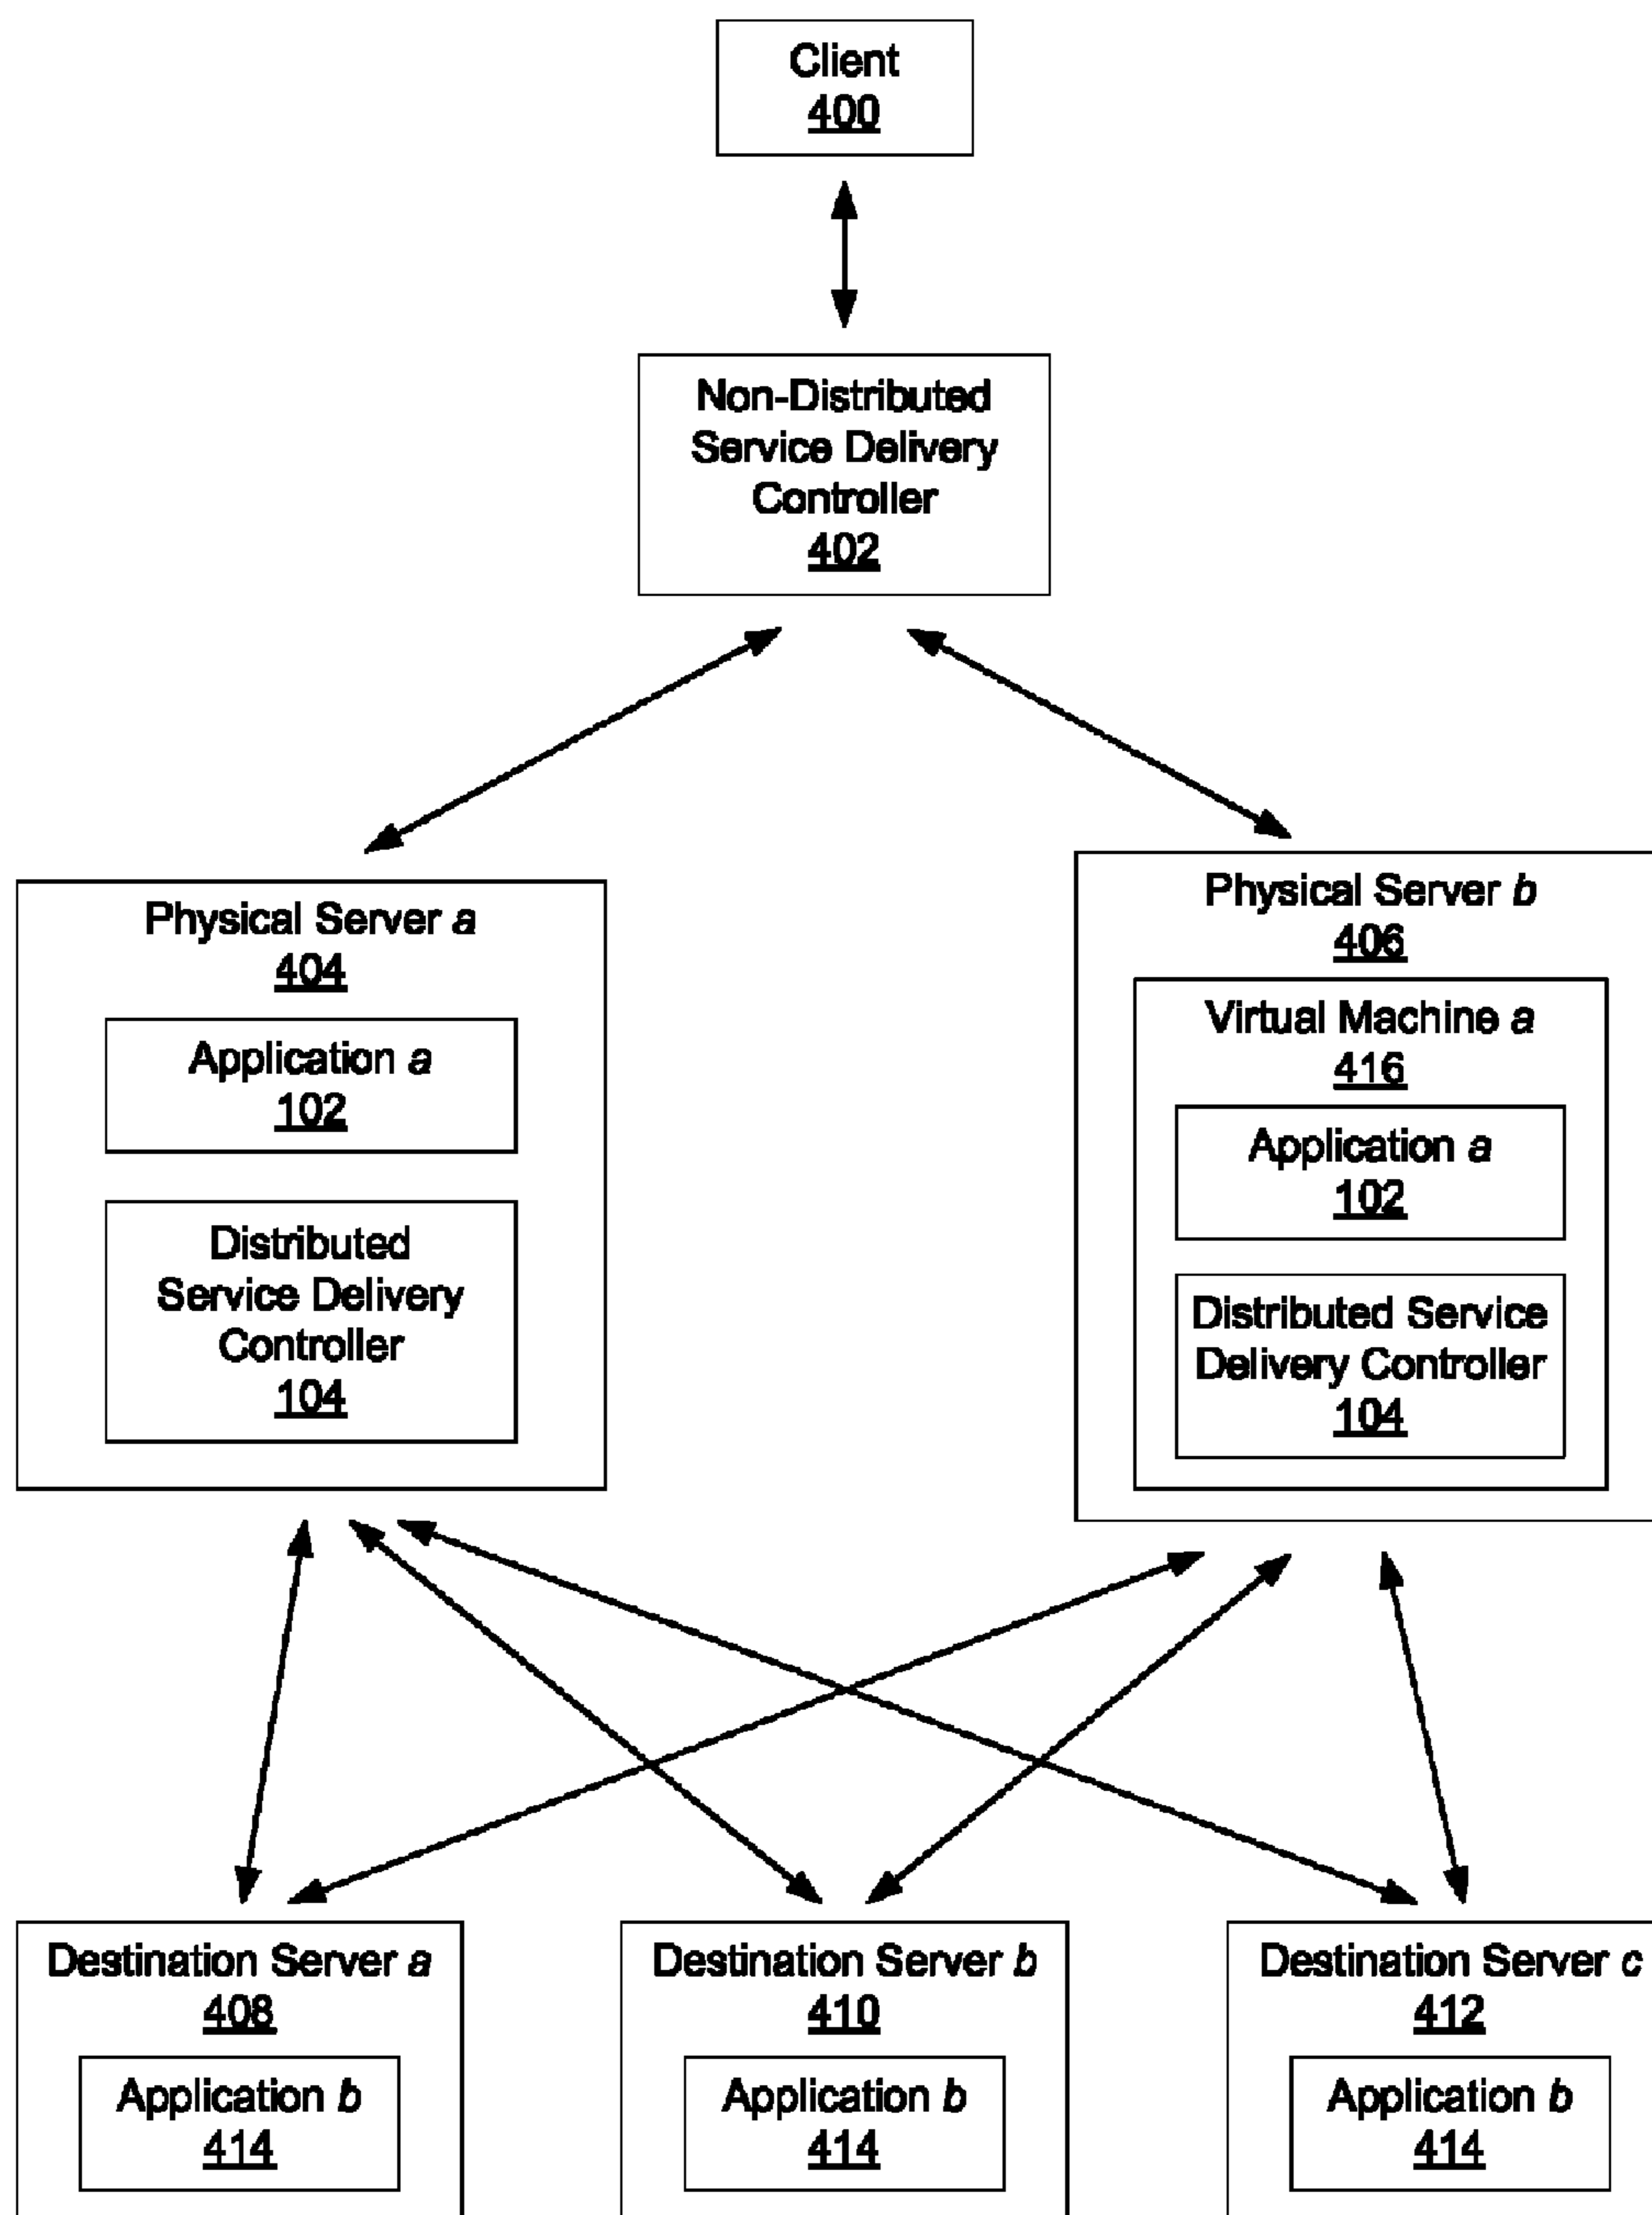 Client
400
Non-Distributed
Service Delivery
Controller
402
Physical Server a
404
Application a
102
Distributed
Service Delivery
Controller
104
Physical Server b
406
Virtual Machine a
416
Application a
102
Distributed Service
Delivery Controller
104
Destination Server a
408
Application b
414
Destination Server b
410
Application b
414
Destination Server c
412
Application b
414